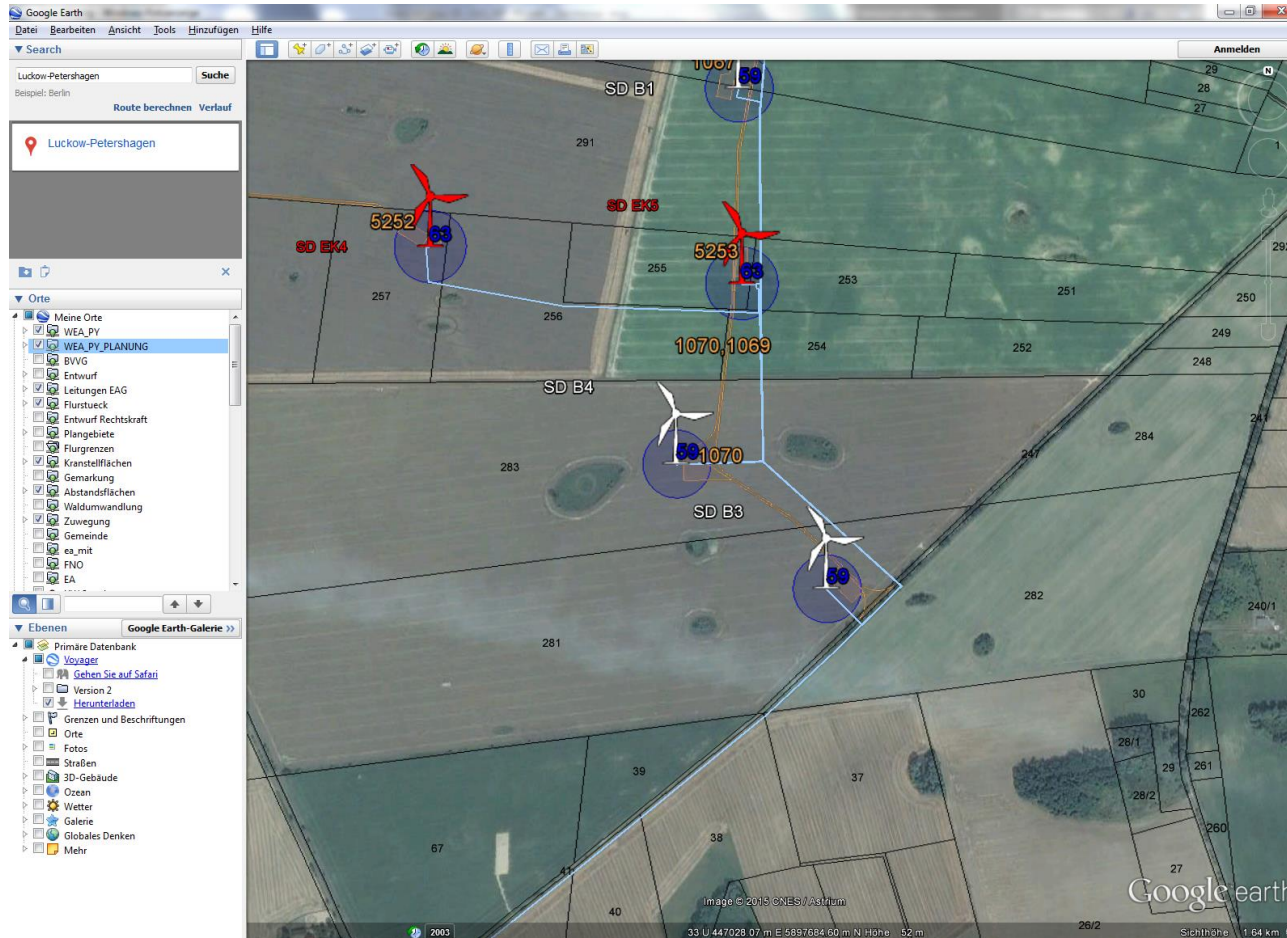 Google Earth
Datei Bearbeiten Ansicht Tools Hinzufügen Hilfe
Search
Luckow-Petershagen Suche
Beispiel: Berlin
Route berechnen Verlauf
Luckow-Petershagen
Orte
Meine Orte
WEA_PY
WEA_PY_PLANUNG
BVVG
Entwurf
Leitungen EAG
Flurstueck
Entwurf Rechtskraft
Plangebiete
Flurgrenzen
Kranstellflächen
Gemarkung
Abstandsflächen
Waldumwandlung
Zuwegung
Gemeinde
ea_mit
FNO
EA
Ebenen Google Earth-Galerie >>
Primäre Datenbank
Voyager
Gehen Sie auf Safari
Version 2
Herunterladen
Grenzen und Beschriftungen
Orte
Fotos
Straßen
3D-Gebäude
Ozean
Wetter
Galerie
Globales Denken
Mehr
Anmelden
N
1067
59
SD B1
29
28
27
1
291
5252
63
SD EK4
SD EK5
5253
63
255
253
251
250
257
256
249
1070,1069
254
252
248
SD B4
241
284
247
59
1070
283
SD B3
59
282
240/1
281
30
262
28/1
29
261
39
37
28/2
260
38
67
27
41
40
26/2
Google earth
Image © 2015 CNES / Astrium
2003
33 U 447028.07 m E 5897684.60 m N Höhe 52 m
Sichthöhe 1.64 km